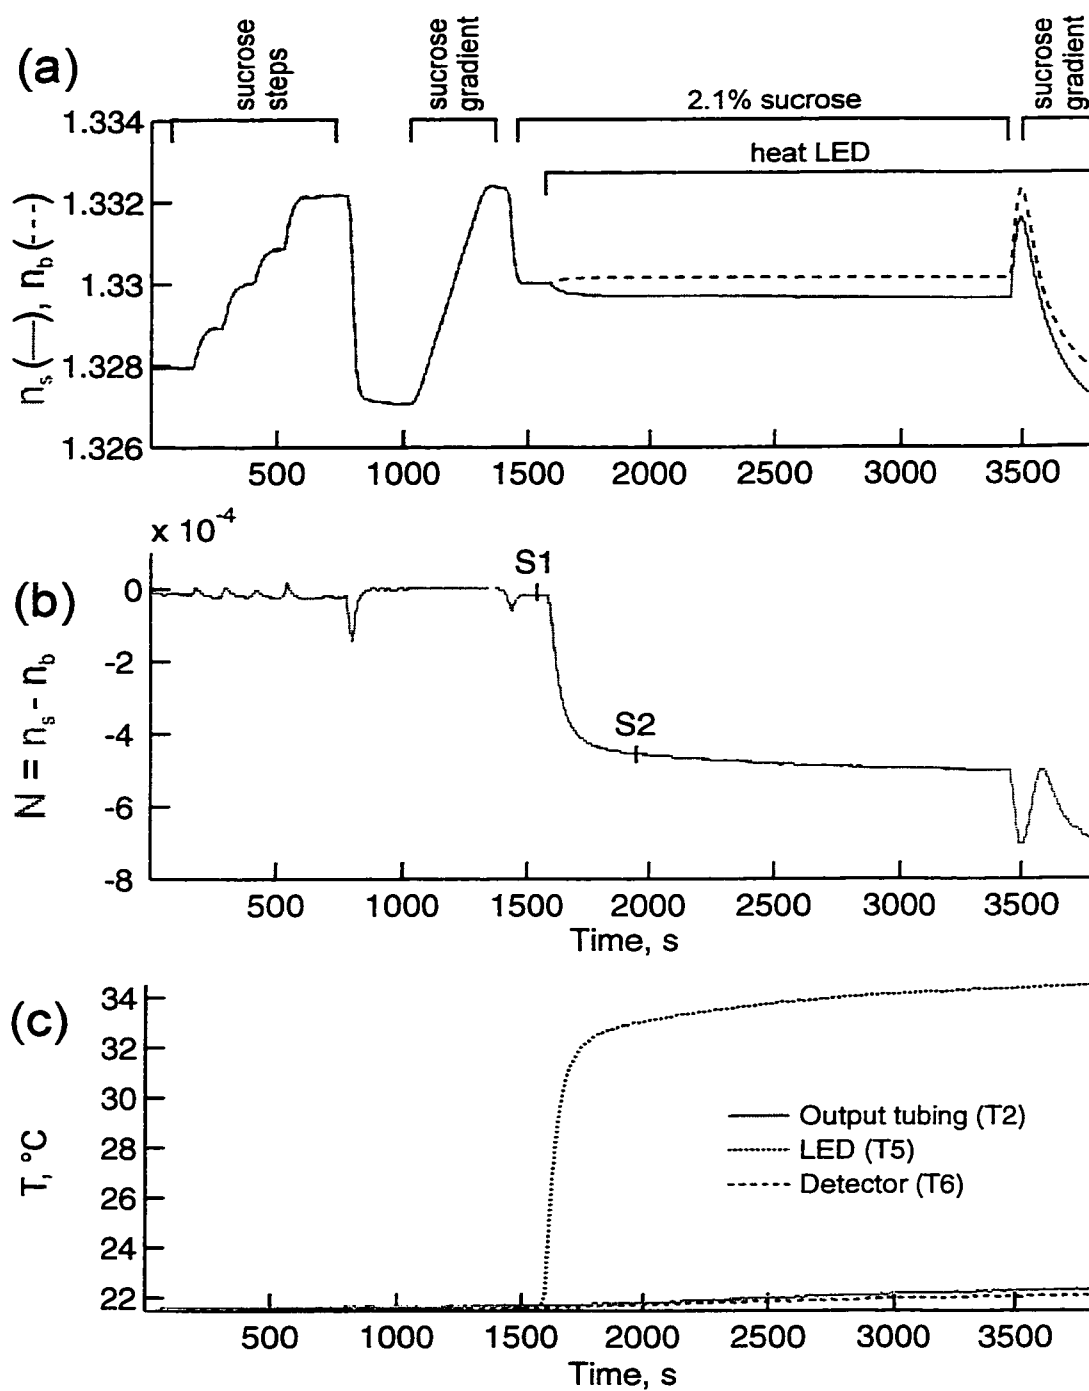 (a)
sucrose
steps
sucrose
gradient
2.1% sucrose
sucrose
gradient
heat LED
n_s (—), n_b (---)
1.334
1.332
1.33
1.328
1.326
500 1000 1500 2000 2500 3000 3500
x 10^-4
(b)
N = n_s - n_b
0
-2
-4
-6
-8
S1
S2
500 1000 1500 2000 2500 3000 3500
Time, s
(c)
T, °C
34
32
30
28
26
24
22
Output tubing (T2)
LED (T5)
Detector (T6)
500 1000 1500 2000 2500 3000 3500
Time, s